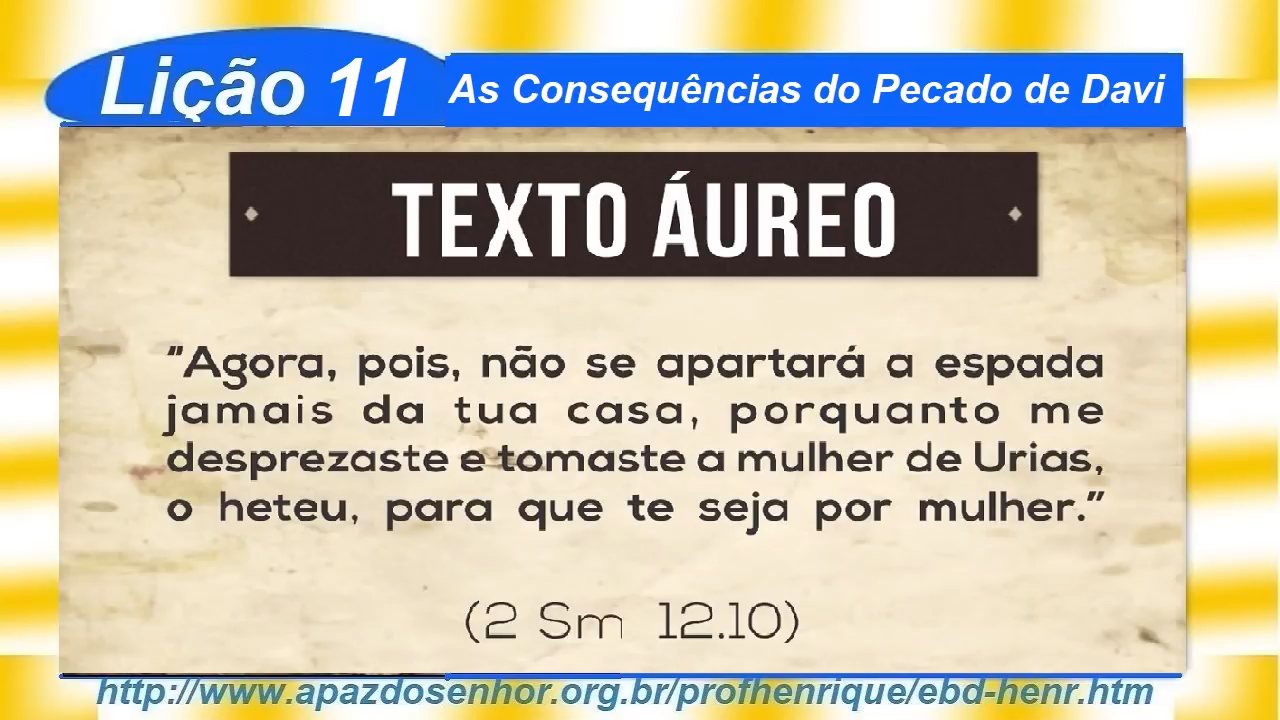 Lição 11
As Consequências do Pecado de Davi
TEXTO ÁUREO
"Agora, pois, não se apartará a espada
jamais da tua casa, porquanto me
desprezaste e tomaste a mulher de Urias,
o heteu, para que te seja por mulher."
(2 Sm 12.10)
http://www.apazdosenhor.org.br/profhenrique/ebd-henr.htm